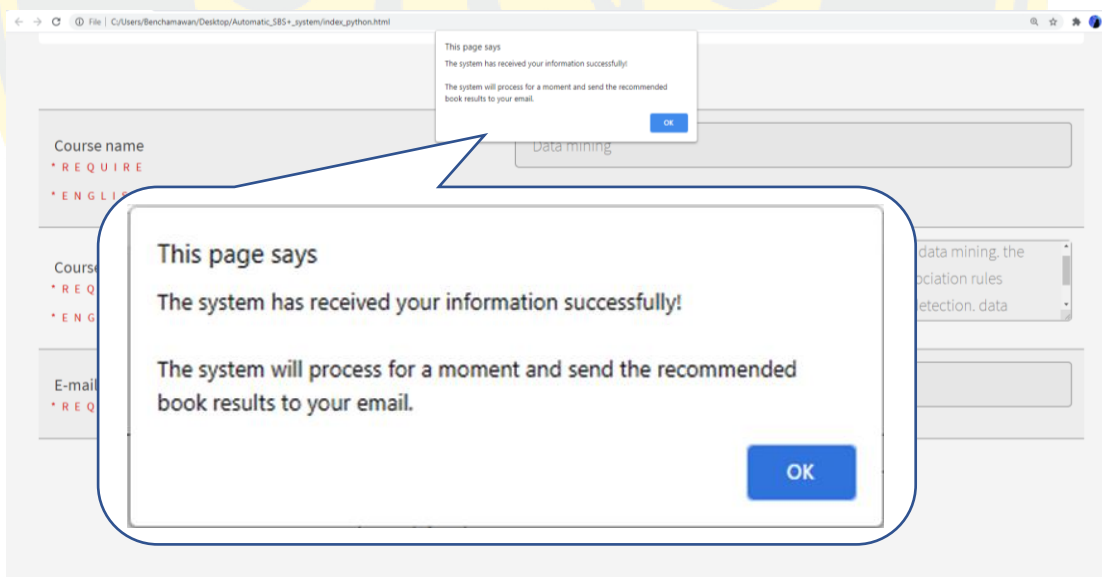 File | C:/Users/Benchamawan/Desktop/Automatic_SBS+_system/index_python.html
This page says
The system has received your information successfully!
The system will process for a moment and send the recommended
book results to your email.
OK
Course name
Data mining
* REQUIRE
* ENGLIS
This page says
The system has received your information successfully!
The system will process for a moment and send the recommended
book results to your email.
OK
Course
* REQ
* ENG
data mining. the
ociation rules
etection. data
E-mail
* REQ